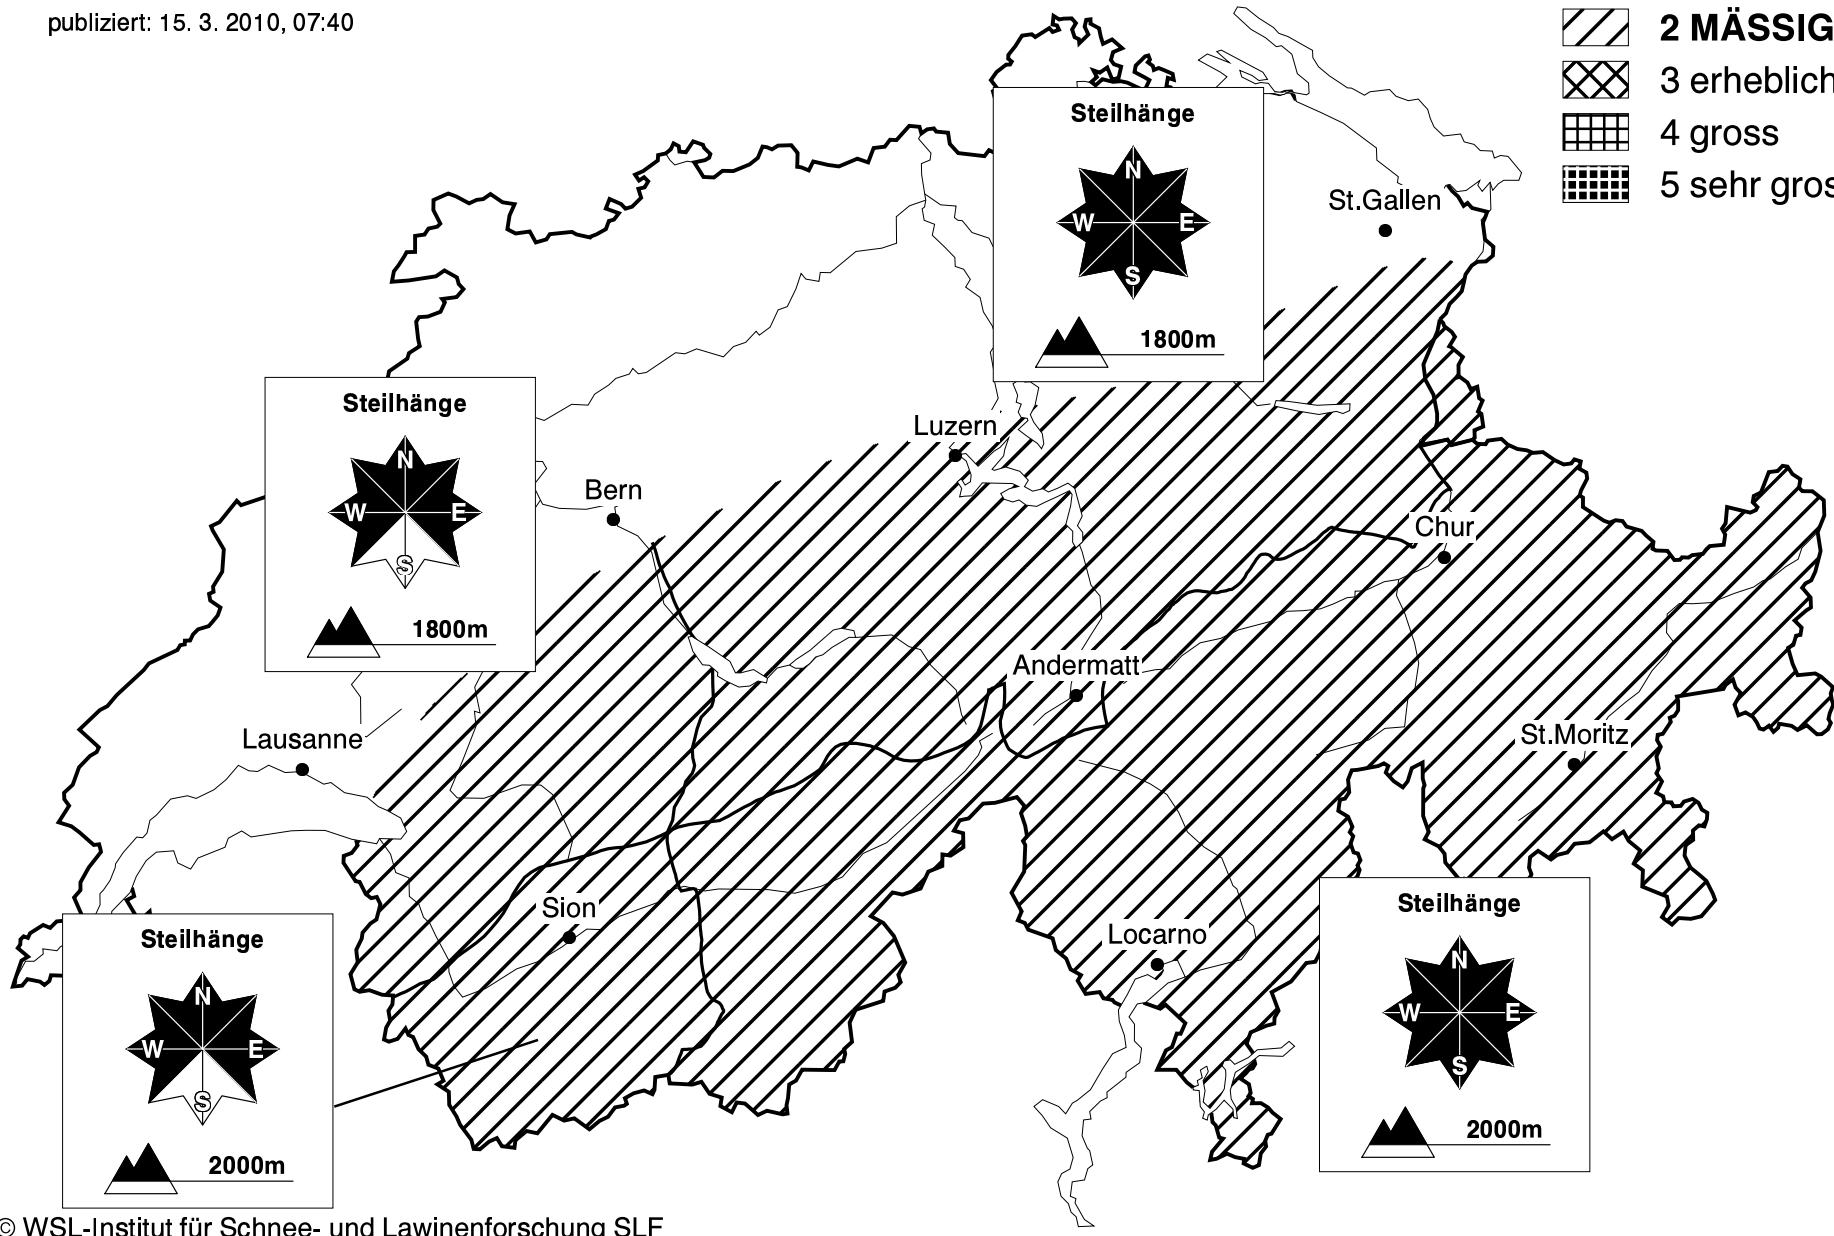 publiziert: 15. 3. 2010, 07:40
2 MÄSSIG
3 erheblich
4 gross
5 sehr gros
Steilhänge
N
W E
S
1800m
St.Gallen
Steilhänge
N
W E
S
1800m
Luzern
Bern
Chur
Andermatt
Lausanne
St.Moritz
Sion
Locarno
Steilhänge
N
W E
S
2000m
Steilhänge
N
W E
S
2000m
© WSL-Institut für Schnee- und Lawinenforschung SLF